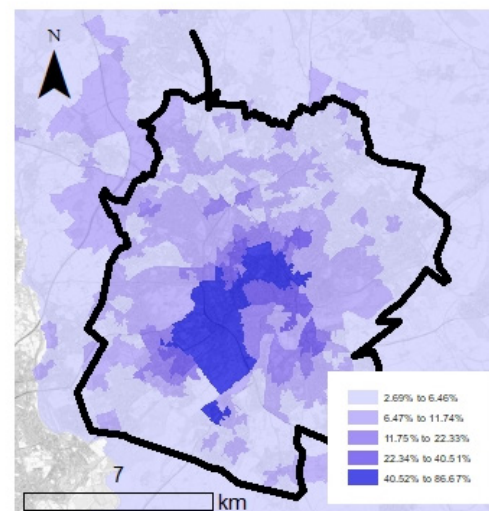 N
2.69% to 6.46%
6.47% to 11.74%
11.75% to 22.33%
22.34% to 40.51%
40.52% to 86.67%
7
km